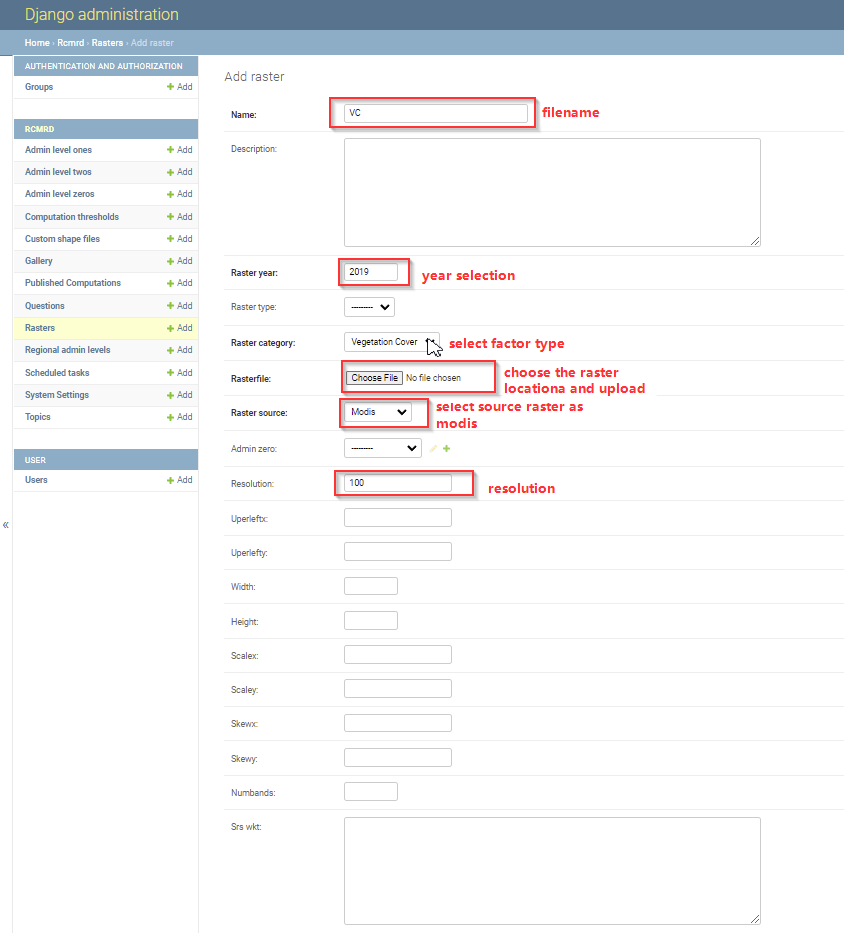 Django administration
Home › Rcmrd › Rasters › Add raster
AUTHENTICATION AND AUTHORIZATION
Groups + Add
RCMRD
Admin level ones + Add
Admin level twos + Add
Admin level zeros + Add
Computation thresholds + Add
Custom shape files + Add
Gallery + Add
Published Computations + Add
Questions + Add
Rasters + Add
Regional admin levels + Add
Scheduled tasks + Add
System Settings + Add
Topics + Add
USER
Users + Add
«
Add raster
Name: VC filename
Description:
Raster year: 2019 year selection
Raster type: ---------
Raster category: Vegetation Cover select factor type
Rasterfile: Choose File No file chosen choose the raster
locationa and upload
Raster source: Modis select source raster as
modis
Admin zero: --------- +
Resolution: 100 resolution
Uperleftx:
Uperlefty:
Width:
Height:
Scalex:
Scaley:
Skewx:
Skewy:
Numbands:
Srs wkt: